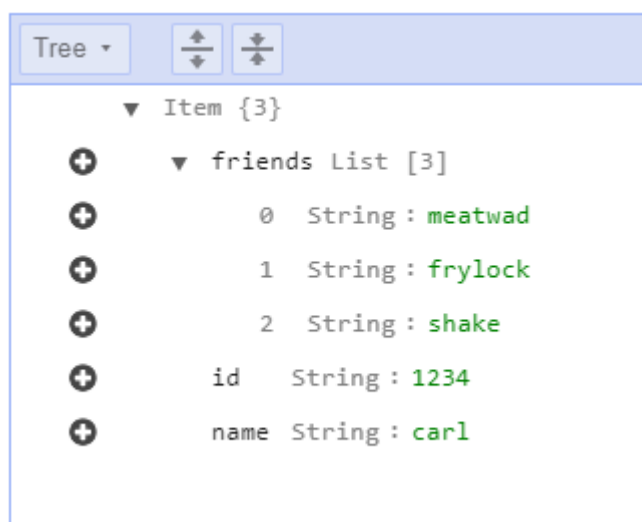 Tree
Item {3}
friends List [3]
0 String : meatwad
1 String : frylock
2 String : shake
id String : 1234
name String : carl